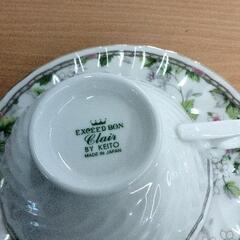 EXCEED BON
Clair
BY KEITO
MADE IN JAPAN